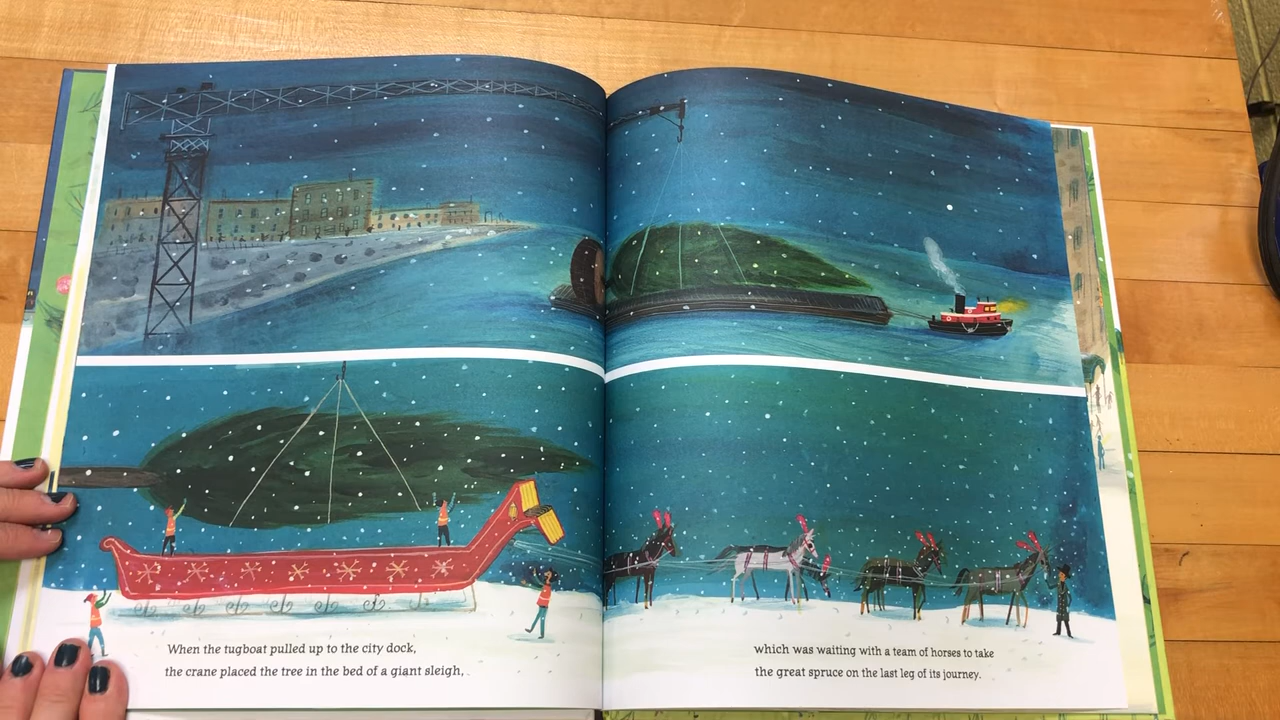 When the tugboat pulled up to the city dock,
the crane placed the tree in the bed of a giant sleigh,
which was waiting with a team of horses to take
the great spruce on the last leg of its journey.